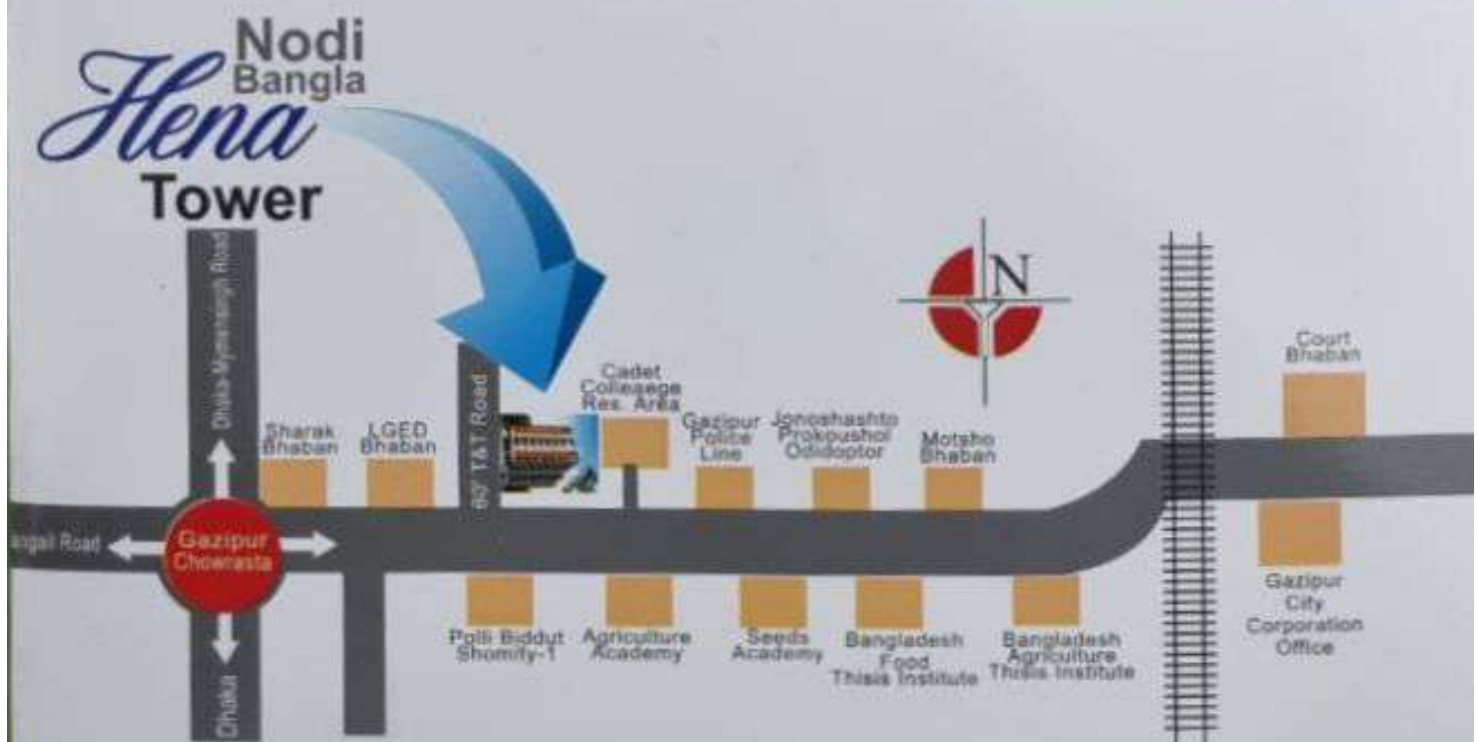 Nodi
Bangla
Hena
Tower
Dhaka-Mymensingh Road
N
Court
Bhaban
Cadet
Colleaege
Res. Area
Sharak
Bhaban
LGED
Bhaban
60' T&T Road
Gazipur
Police
Line
Jonoshashto
Prokoushol
Odidoptor
Motsho
Bhaban
angail Road
Gazipur
Chowrasta
Dhaka
Polli Biddut
Shomity-1
Agriculture
Academy
Seeds
Academy
Bangladesh
Food
Thisis Institute
Bangladesh
Agriculture
Thisis Institute
Gazipur
City
Corporation
Office